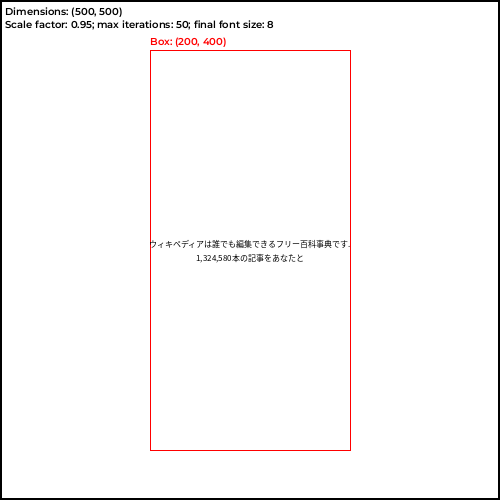 Dimensions: (500, 500)
Scale factor: 0.95; max iterations: 50; final font size: 8
Box: (200, 400)
ウィキペディアは誰でも編集できるフリー百科事典です.
1,324,580本の記事をあなたと